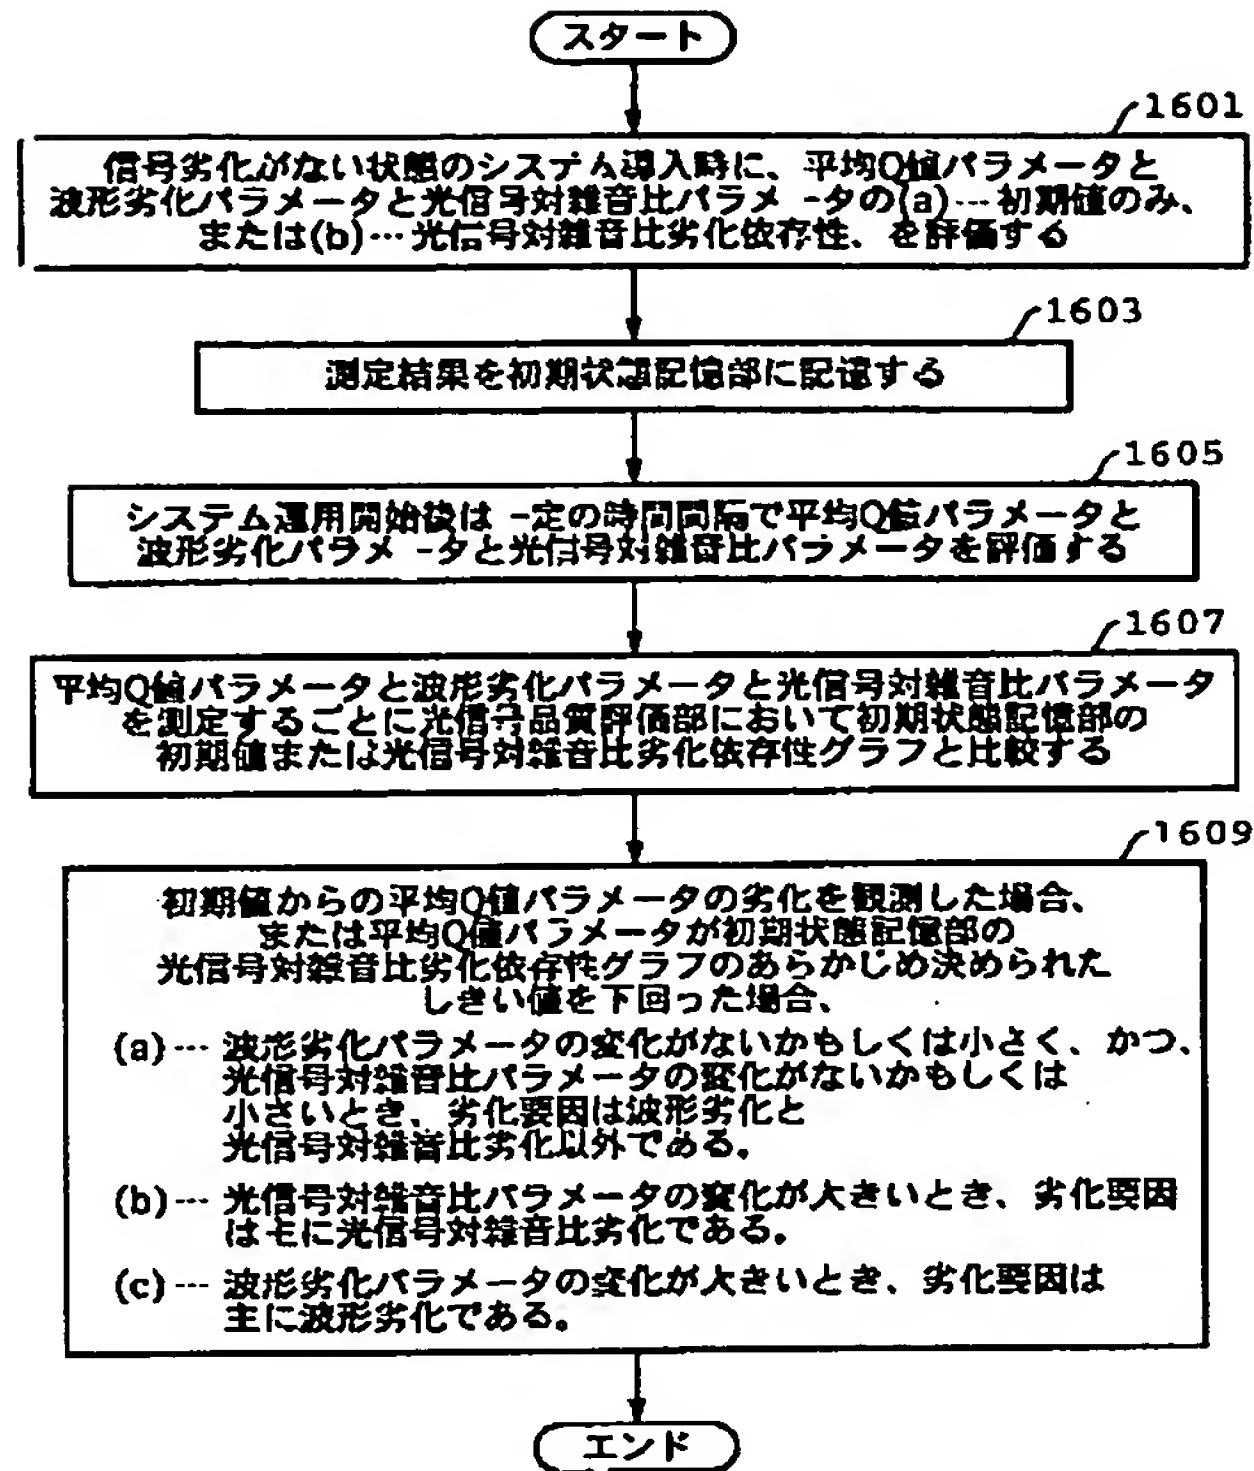 スタート
1601
信号劣化がない状態のシステム導入時に、平均Q値パラメータと
波形劣化パラメータと光信号対雑音比パラメータの(a)…初期値のみ、
または(b)…光信号対雑音比劣化依存性、を評価する
1603
測定結果を初期状態記憶部に記憶する
1605
システム運用開始後は一定の時間間隔で平均Q値パラメータと
波形劣化パラメータと光信号対雑音比パラメータを評価する
1607
平均Q値パラメータと波形劣化パラメータと光信号対雑音比パラメータ
を測定するごとに光信号品質評価部において初期状態記憶部の
初期値または光信号対雑音比劣化依存性グラフと比較する
1609
初期値からの平均Q値パラメータの劣化を観測した場合、
または平均Q値パラメータが初期状態記憶部の
光信号対雑音比劣化依存性グラフのあらかじめ決められた
しきい値を下回った場合、
(a)… 波形劣化パラメータの変化がないかもしくは小さく、かつ、
光信号対雑音比パラメータの変化がないかもしくは
小さいとき、劣化要因は波形劣化と
光信号対雑音比劣化以外である。
(b)… 光信号対雑音比パラメータの変化が大きいとき、劣化要因
は主に光信号対雑音比劣化である。
(c)… 波形劣化パラメータの変化が大きいとき、劣化要因は
主に波形劣化である。
エンド